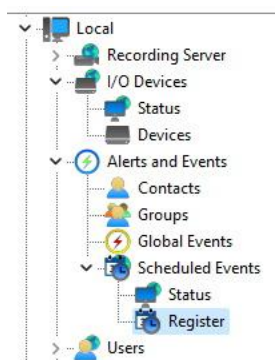 Local
Recording Server
I/O Devices
Status
Devices
Alerts and Events
Contacts
Groups
Global Events
Scheduled Events
Status
Register
Users